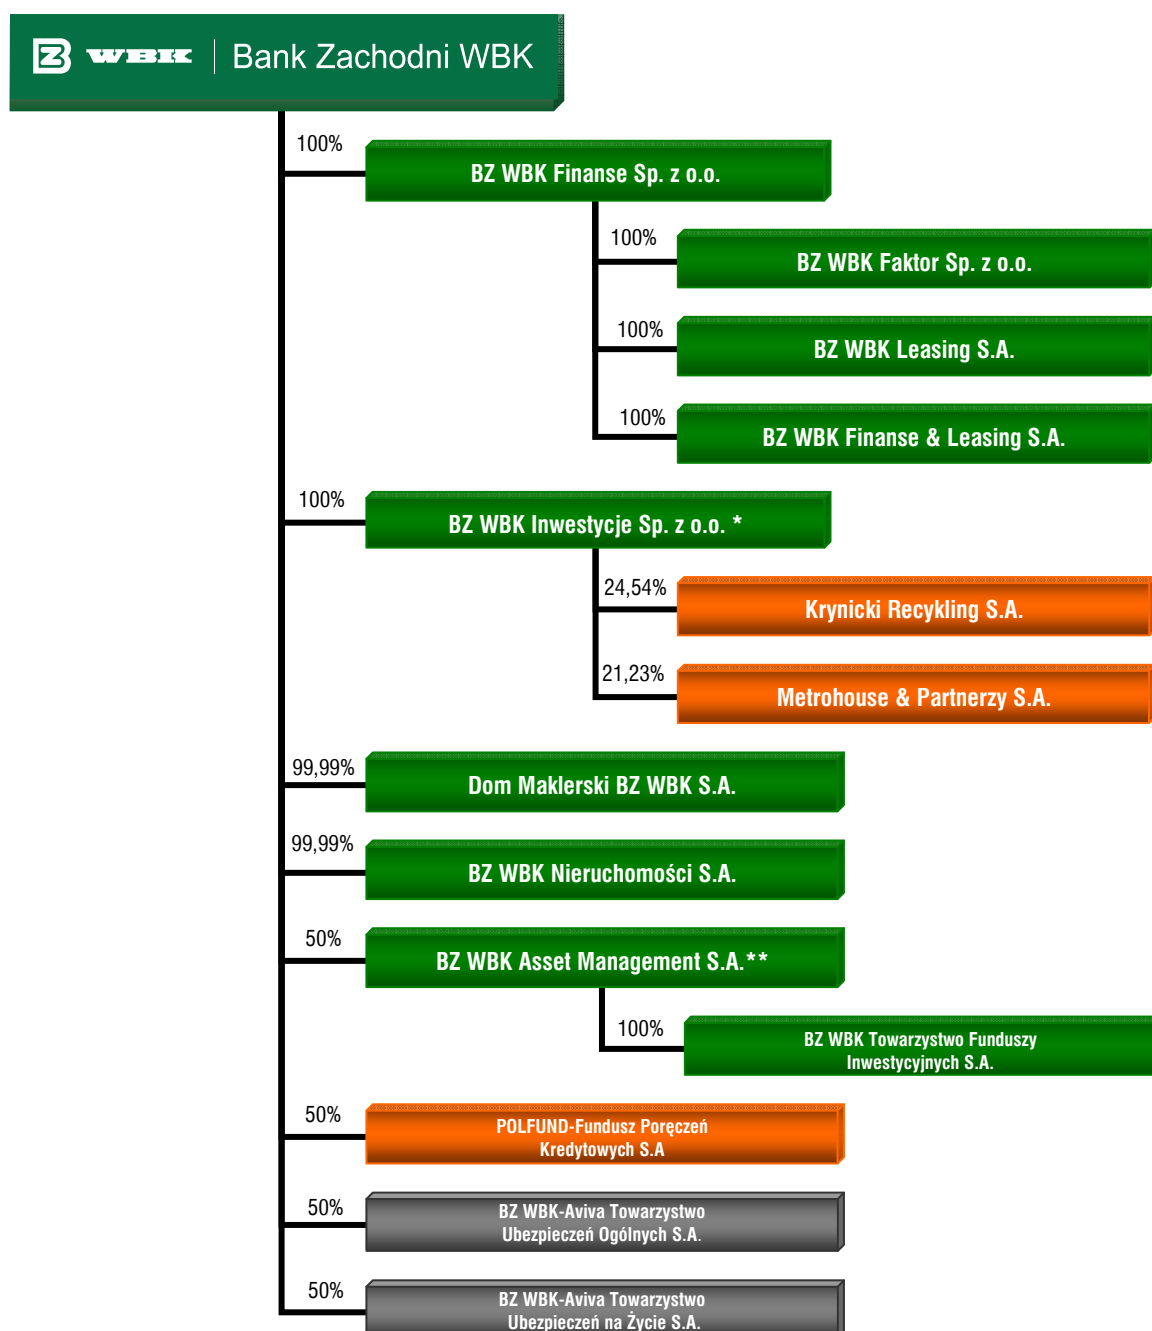 BZ WBK | Bank Zachodni WBK
100%
BZ WBK Finanse Sp. z o.o.
100%
BZ WBK Faktor Sp. z o.o.
100%
BZ WBK Leasing S.A.
100%
BZ WBK Finanse & Leasing S.A.
100%
BZ WBK Inwestycje Sp. z o.o. *
24,54%
Krynicki Recykling S.A.
21,23%
Metrohouse & Partnerzy S.A.
99,99%
Dom Maklerski BZ WBK S.A.
99,99%
BZ WBK Nieruchomości S.A.
50%
BZ WBK Asset Management S.A.**
100%
BZ WBK Towarzystwo Funduszy
Inwestycyjnych S.A.
50%
POLFUND-Fundusz Poręczeń
Kredytowych S.A
50%
BZ WBK-Aviva Towarzystwo
Ubezpieczeń Ogólnych S.A.
50%
BZ WBK-Aviva Towarzystwo
Ubezpieczeń na Życie S.A.